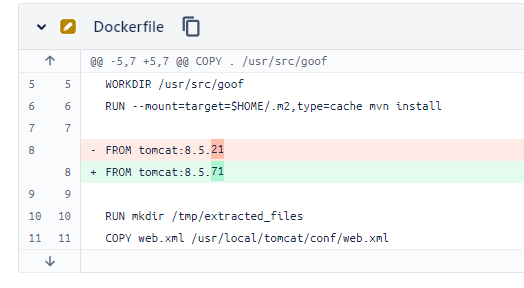 Dockerfile
@@ -5,7 +5,7 @@ COPY . /usr/src/goof
5 5 WORKDIR /usr/src/goof
6 6 RUN --mount=target=$HOME/.m2,type=cache mvn install
7 7
8 - FROM tomcat:8.5.21
8 + FROM tomcat:8.5.71
9 9
10 10 RUN mkdir /tmp/extracted_files
11 11 COPY web.xml /usr/local/tomcat/conf/web.xml